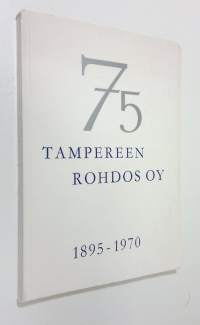 75
TAMPEREEN
ROHDOS OY
1895-1970